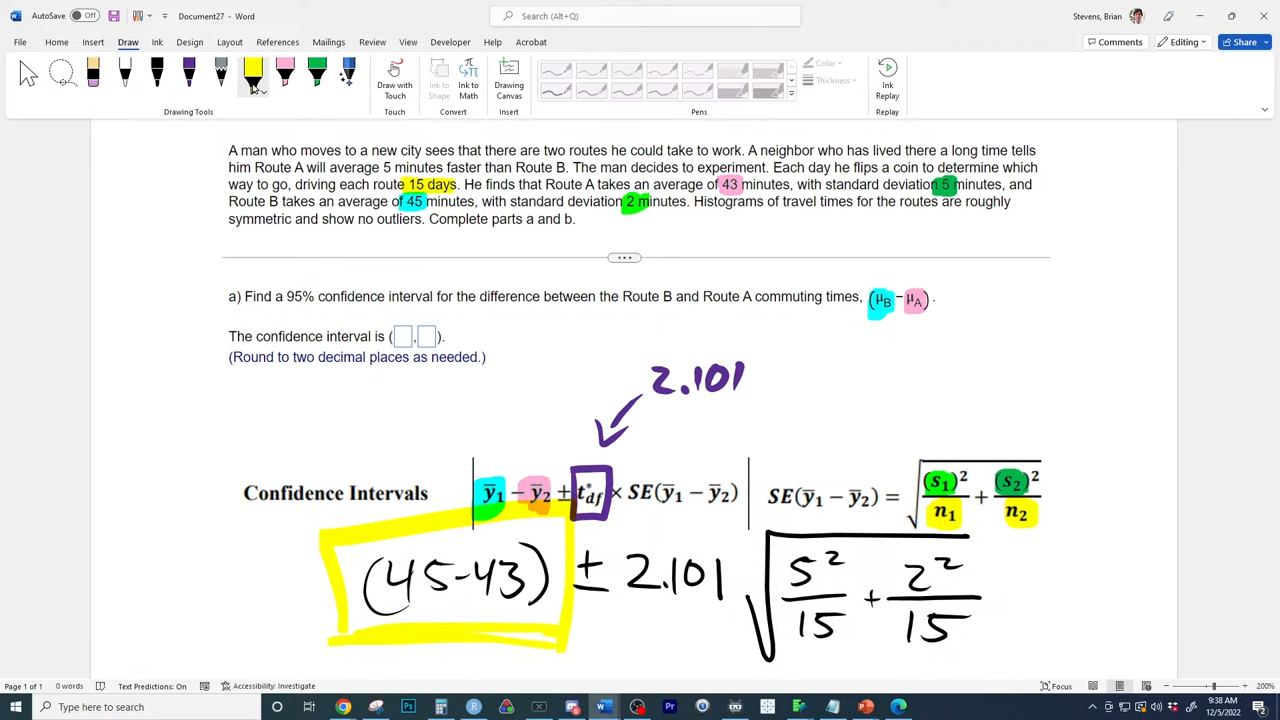 AutoSave Off Document27 - Word Search (Alt+Q) Stevens, Brian
File Home Insert Draw Ink Design Layout References Mailings Review View Developer Help Acrobat Comments Editing Share
Draw with Touch Ink to Shape Ink to Math Drawing Canvas Color Thickness Ink Replay
Drawing Tools Touch Convert Insert Pens Replay
A man who moves to a new city sees that there are two routes he could take to work. A neighbor who has lived there a long time tells
him Route A will average 5 minutes faster than Route B. The man decides to experiment. Each day he flips a coin to determine which
way to go, driving each route 15 days. He finds that Route A takes an average of 43 minutes, with standard deviation 5 minutes, and
Route B takes an average of 45 minutes, with standard deviation 2 minutes. Histograms of travel times for the routes are roughly
symmetric and show no outliers. Complete parts a and b.
a) Find a 95% confidence interval for the difference between the Route B and Route A commuting times, (μB − μA) .
The confidence interval is ( , ).
(Round to two decimal places as needed.)
2.101
Confidence Intervals ȳ1 − ȳ2 ± t*df × SE(ȳ1 − ȳ2) SE(ȳ1 − ȳ2) = √((s1)²/n1 + (s2)²/n2)
(45-43) ± 2.101 √(5²/15 + 2²/15)
Page 1 of 1 0 words Text Predictions: On Accessibility: Investigate Focus 200%
Type here to search 9:38 AM
12/5/2022